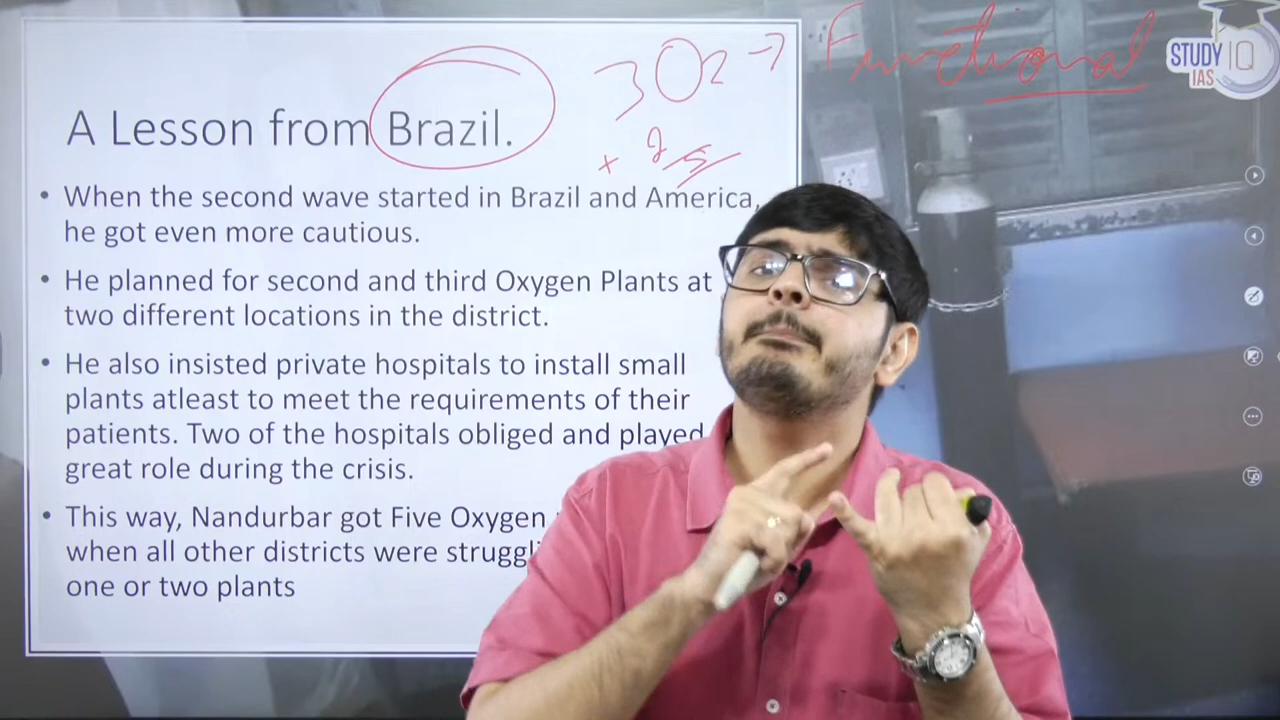 3O2 → Functional
STUDY IQ
IAS
A Lesson from Brazil.
+ 2 5
• When the second wave started in Brazil and America,
he got even more cautious.
• He planned for second and third Oxygen Plants at
two different locations in the district.
• He also insisted private hospitals to install small
plants atleast to meet the requirements of their
patients. Two of the hospitals obliged and played
great role during the crisis.
• This way, Nandurbar got Five Oxygen
when all other districts were
one or two plants